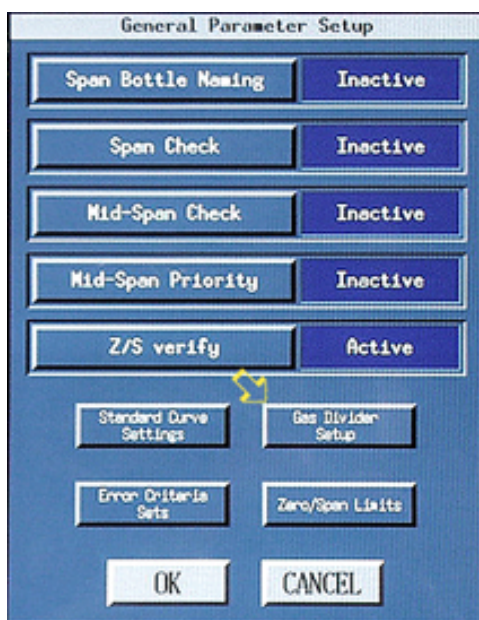 General Parameter Setup
Span Bottle Naming Inactive
Span Check Inactive
Mid-Span Check Inactive
Mid-Span Priority Inactive
Z/S verify Active
Standard Curve Settings
Gas Divider Setup
Error Criteria Sets
Zero/Span Limits
OK CANCEL